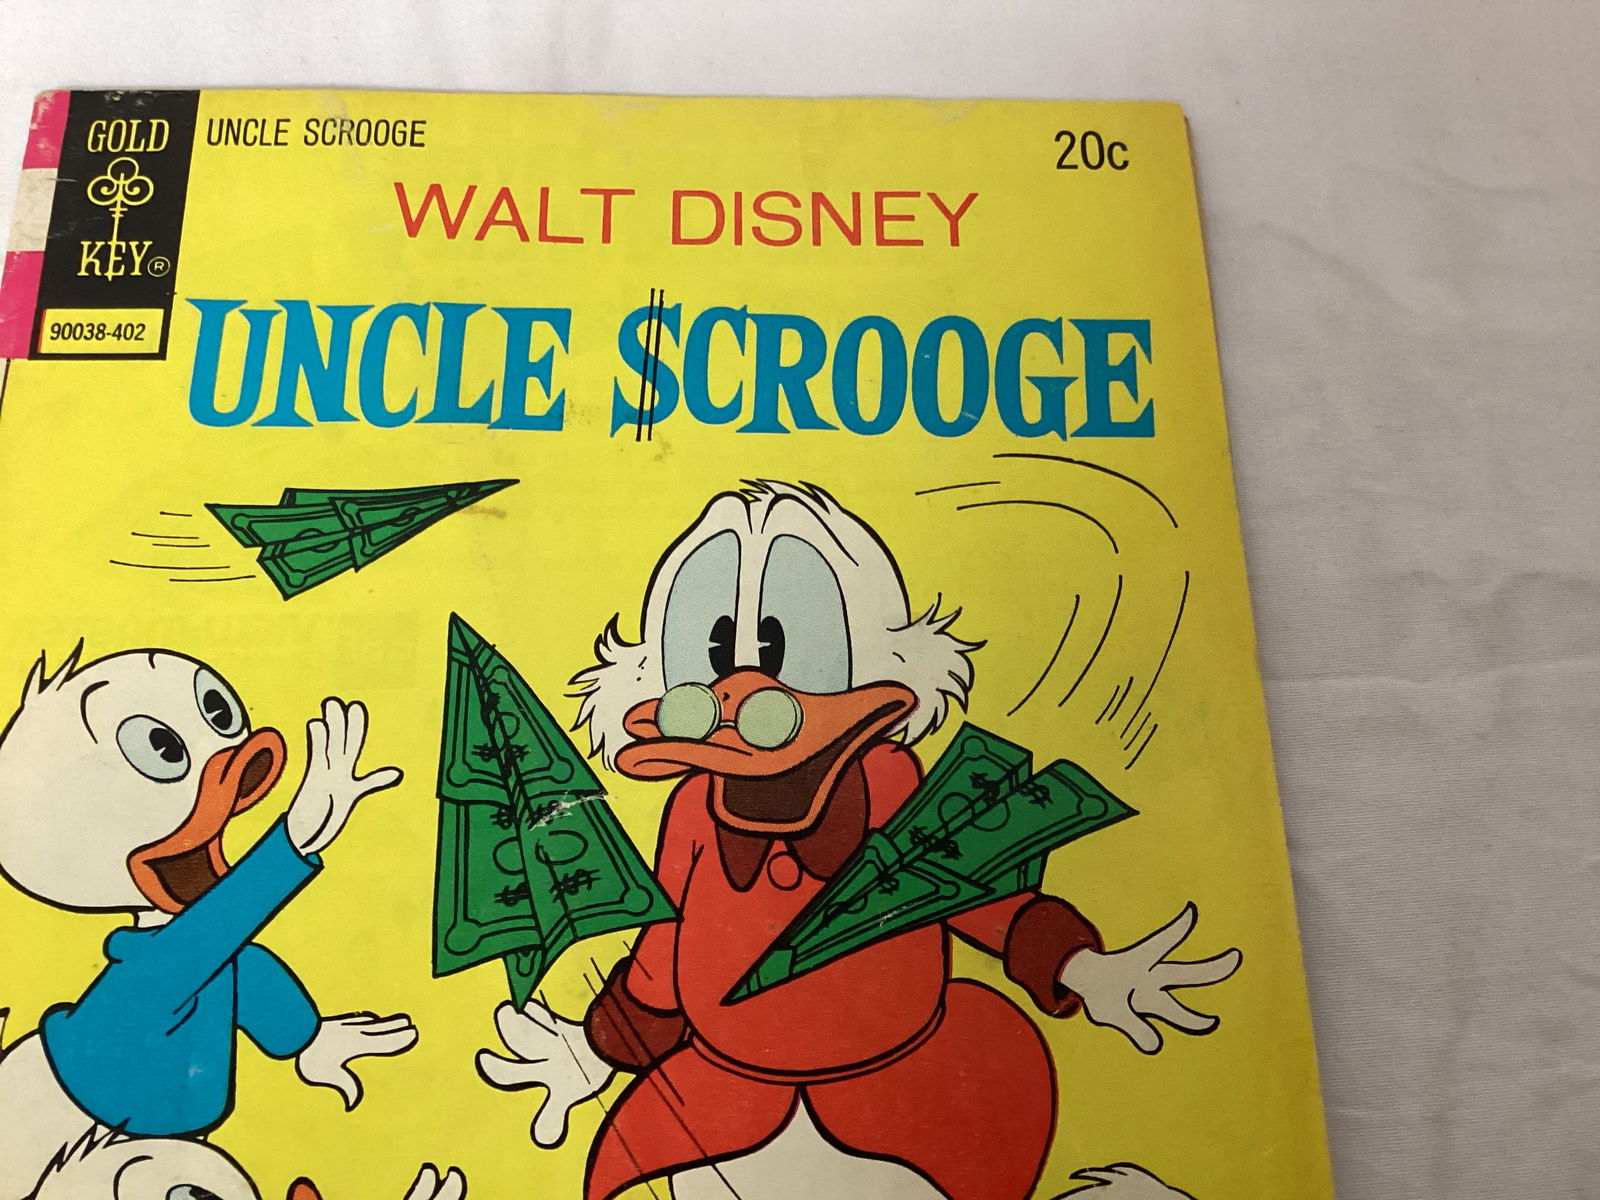 GOLD
KEY®
UNCLE SCROOGE
20c
WALT DISNEY
90038-402
UNCLE $CROOGE